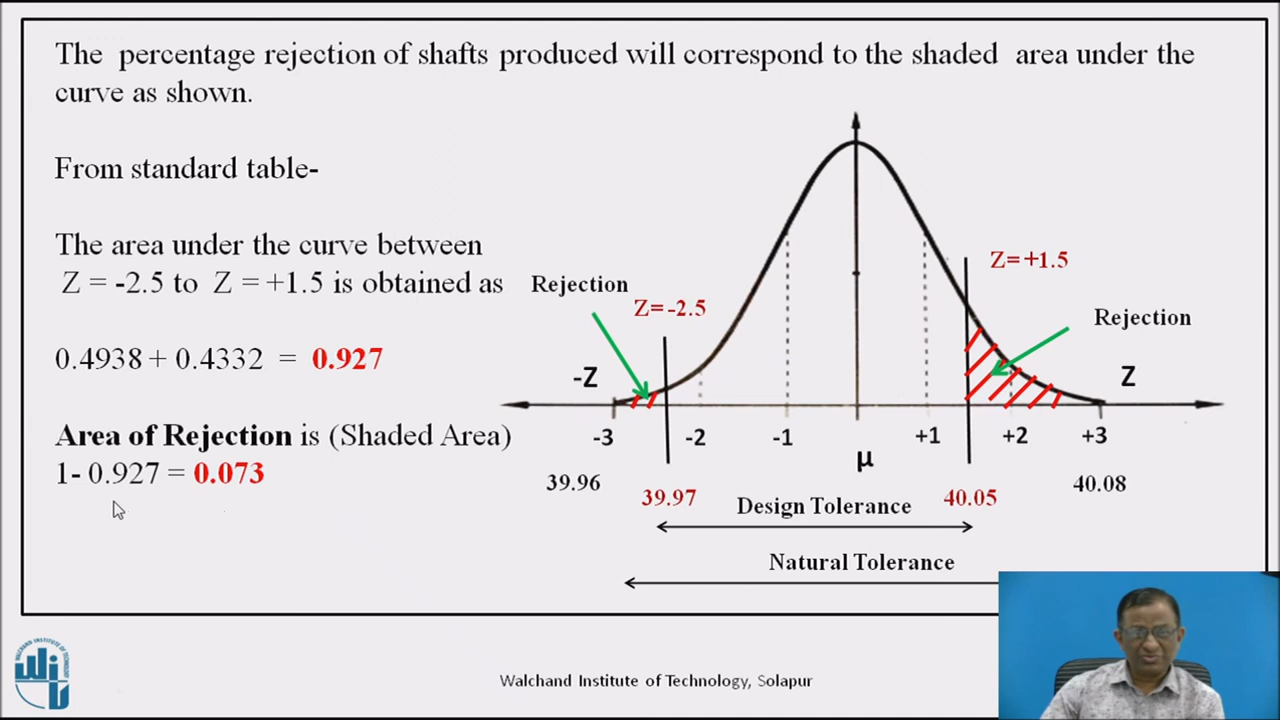 The percentage rejection of shafts produced will correspond to the shaded area under the
curve as shown.
From standard table-
The area under the curve between
Z = -2.5 to Z = +1.5 is obtained as
0.4938 + 0.4332 = 0.927
Area of Rejection is (Shaded Area)
1- 0.927 = 0.073
Z=+1.5
Rejection
Z=-2.5
Rejection
-Z
Z
-3 -2 -1 +1 +2 +3
μ
39.96
39.97
40.05
40.08
Design Tolerance
Natural Tolerance
WALCHAND INSTITUTE OF TECHNOLOGY
Walchand Institute of Technology, Solapur